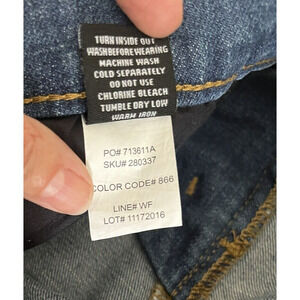 TURN INSIDE OUT
WASH BEFORE WEARING
MACHINE WASH
COLD SEPARATELY
DO NOT USE
CHLORINE BLEACH
TUMBLE DRY LOW
WARM IRON
PO# 713611A
SKU# 280337
COLOR CODE# 866
LINE# WF
LOT# 11172016